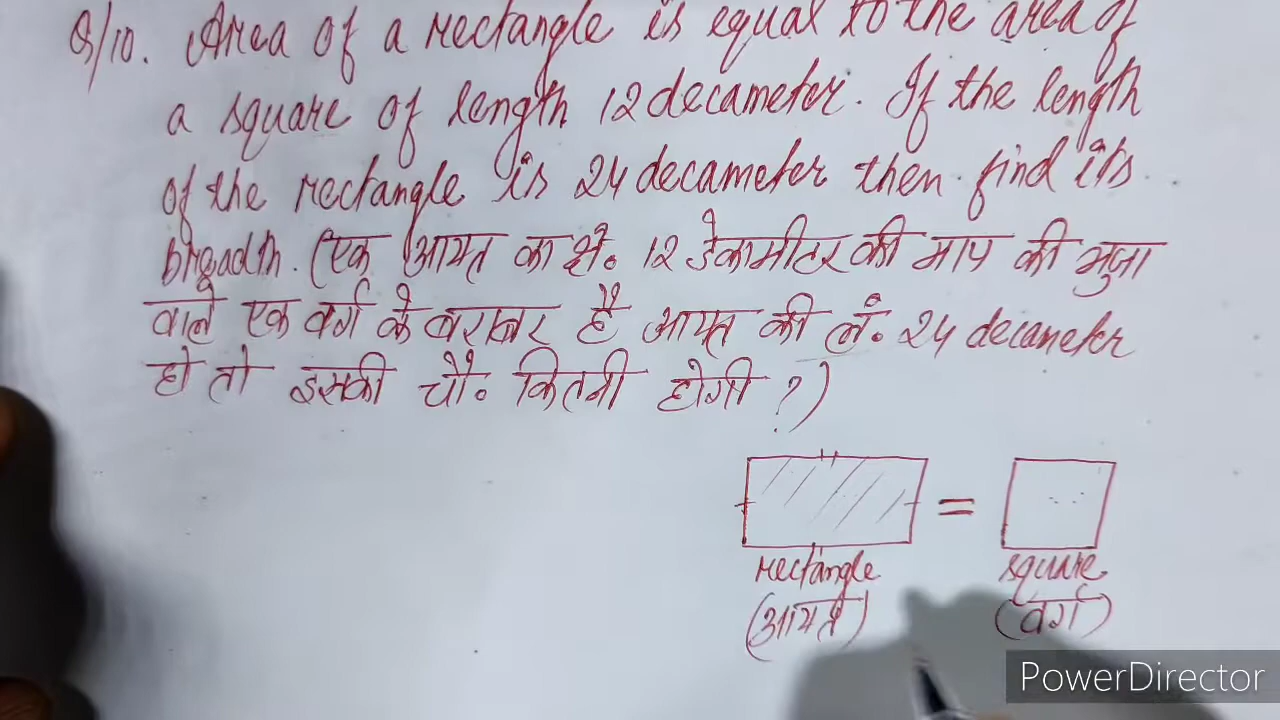 Q/10. Area of a rectangle is equal to the area of
a square of length 12 decameter. If the length
of the rectangle is 24 decameter then find its
breadth. (एक आयत का क्षे० 12 डेकामीटर की माप की भुजा
वाले एक वर्ग के बराबर है आयत की लं० 24 decameter
हो तो इसकी चौ० कितनी होगी ?)
=
rectangle square
(आयत) (वर्ग)
PowerDirector